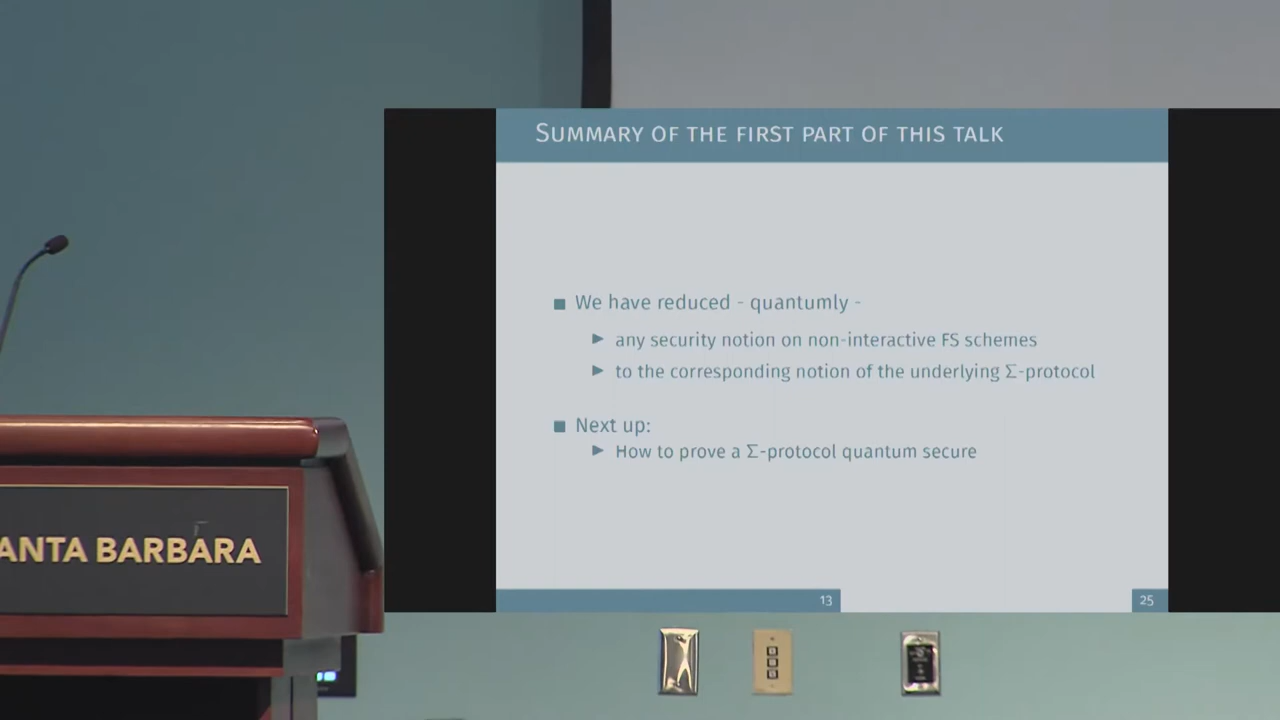 SUMMARY OF THE FIRST PART OF THIS TALK
■ We have reduced - quantumly -
▶ any security notion on non-interactive FS schemes
▶ to the corresponding notion of the underlying Σ-protocol
■ Next up:
▶ How to prove a Σ-protocol quantum secure
13
25
ANTA BARBARA